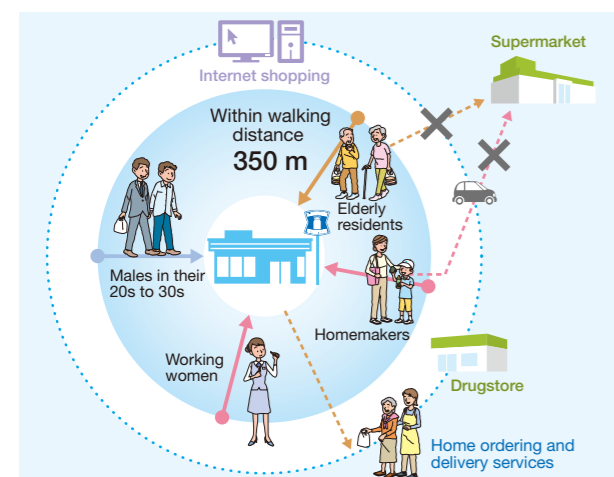 Supermarket
Internet shopping
Within walking
distance
350 m
Elderly
residents
Males in their
20s to 30s
Homemakers
Working
women
Drugstore
Home ordering and
delivery services